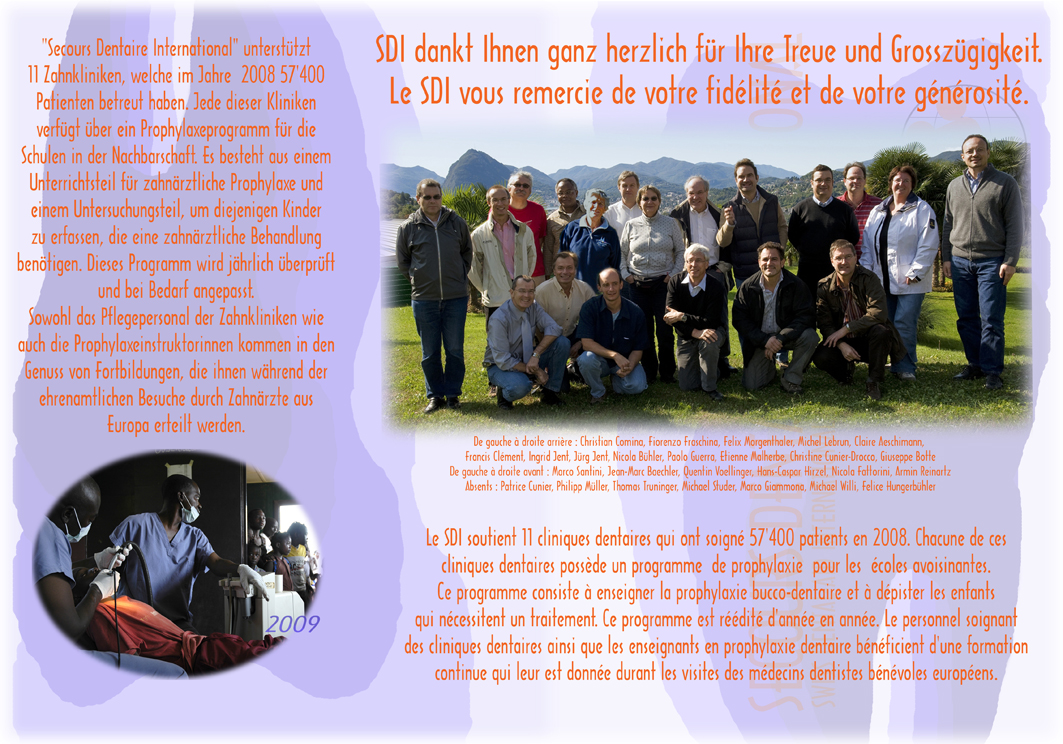 "Secours Dentaire International" unterstützt
11 Zahnkliniken, welche im Jahre 2008 57'400
Patienten betreut haben. Jede dieser Kliniken
verfügt über ein Prophylaxeprogramm für die
Schulen in der Nachbarschaft. Es besteht aus einem
Unterrichtsteil für zahnärztliche Prophylaxe und
einem Untersuchungsteil, um diejenigen Kinder
zu erfassen, die eine zahnärztliche Behandlung
benötigen. Dieses Programm wird jährlich überprüft
und bei Bedarf angepasst.
Sowohl das Pflegepersonal der Zahnkliniken wie
auch die Prophylaxeinstruktorinnen kommen in den
Genuss von Fortbildungen, die ihnen während der
ehrenamtlichen Besuche durch Zahnärzte aus
Europa erteilt werden.
2009
SDI dankt Ihnen ganz herzlich für Ihre Treue und Grosszügigkeit.
Le SDI vous remercie de votre fidélité et de votre générosité.
De gauche à droite arrière : Christian Comina, Fiorenzo Fraschina, Felix Morgenthaler, Michel Lebrun, Claire Aeschimann,
Francis Clément, Ingrid Jent, Jürg Jent, Nicola Bühler, Paolo Guerra, Etienne Malherbe, Christine Cunier-Drocco, Giuseppe Botte
De gauche à droite avant : Marco Santini, Jean-Marc Baechler, Quentin Voellinger, Hans-Caspar Hirzel, Nicola Fattorini, Armin Reinartz
Absents : Patrice Cunier, Philipp Müller, Thomas Truninger, Michael Studer, Marco Giammona, Michael Willi, Felice Hungerbühler
Le SDI soutient 11 cliniques dentaires qui ont soigné 57'400 patients en 2008. Chacune de ces
cliniques dentaires possède un programme de prophylaxie pour les écoles avoisinantes.
Ce programme consiste à enseigner la prophylaxie bucco-dentaire et à dépister les enfants
qui nécessitent un traitement. Ce programme est réédité d'année en année. Le personnel soignant
des cliniques dentaires ainsi que les enseignants en prophylaxie dentaire bénéficient d'une formation
continue qui leur est donnée durant les visites des médecins dentistes bénévoles européens.